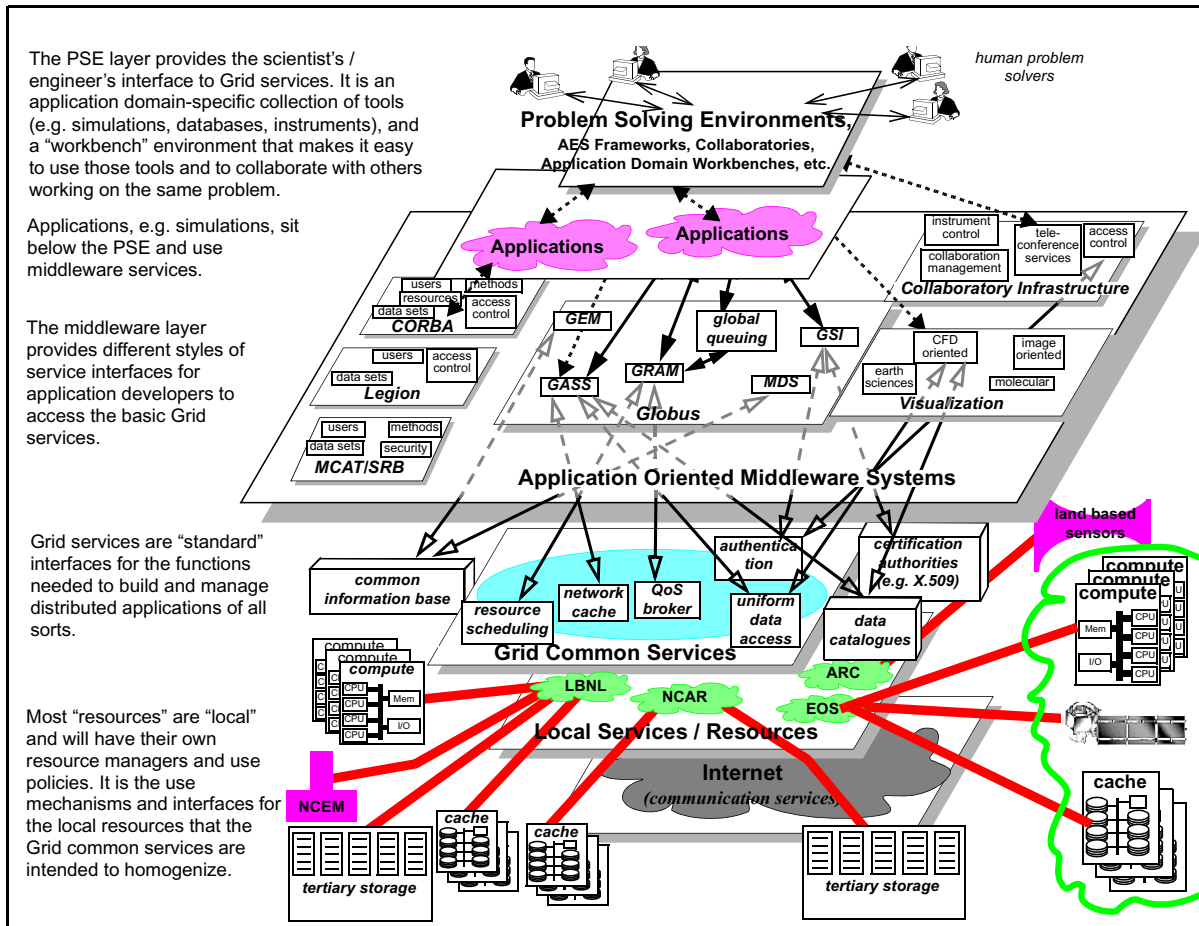 The PSE layer provides the scientist's /
engineer's interface to Grid services. It is an
application domain-specific collection of tools
(e.g. simulations, databases, instruments), and
a “workbench” environment that makes it easy
to use those tools and to collaborate with others
working on the same problem.
Applications, e.g. simulations, sit
below the PSE and use
middleware services.
The middleware layer
provides different styles of
service interfaces for
application developers to
access the basic Grid
services.
Grid services are “standard”
interfaces for the functions
needed to build and manage
distributed applications of all
sorts.
Most “resources” are “local”
and will have their own
resource managers and use
policies. It is the use
mechanisms and interfaces for
the local resources that the
Grid common services are
intended to homogenize.
human problem
solvers
Problem Solving Environments,
AES Frameworks, Collaboratories,
Application Domain Workbenches, etc.
Applications
Applications
users
methods
resources
data sets
access
control
CORBA
users
access
control
data sets
Legion
users
methods
data sets
security
MCAT/SRB
GEM
global
queuing
GSI
GASS
GRAM
MDS
Globus
instrument
control
collaboration
management
tele-
conference
services
access
control
Collaboratory Infrastructure
CFD
oriented
image
oriented
earth
sciences
molecular
Visualization
Application Oriented Middleware Systems
land based
sensors
common
information base
resource
scheduling
network
cache
QoS
broker
authentica
tion
uniform
data
access
certification
authorities
(e.g. X.509)
data
catalogues
Grid Common Services
LBNL
NCAR
ARC
EOS
Local Services / Resources
Internet
(communication services)
compute
compute
compute
C
C
C
C
CPU
CPU
CPU
CPU
Mem
I/O
NCEM
tertiary storage
cache
cache
tertiary storage
compute
compute
compute
Mem
I/O
CPU
CPU
CPU
CPU
U
U
U
U
U
U
U
U
cache